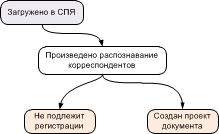 Загружено в СПЯ
Произведено распознавание
корреспондентов
Не подлежит
регистрации
Создан проект
документа